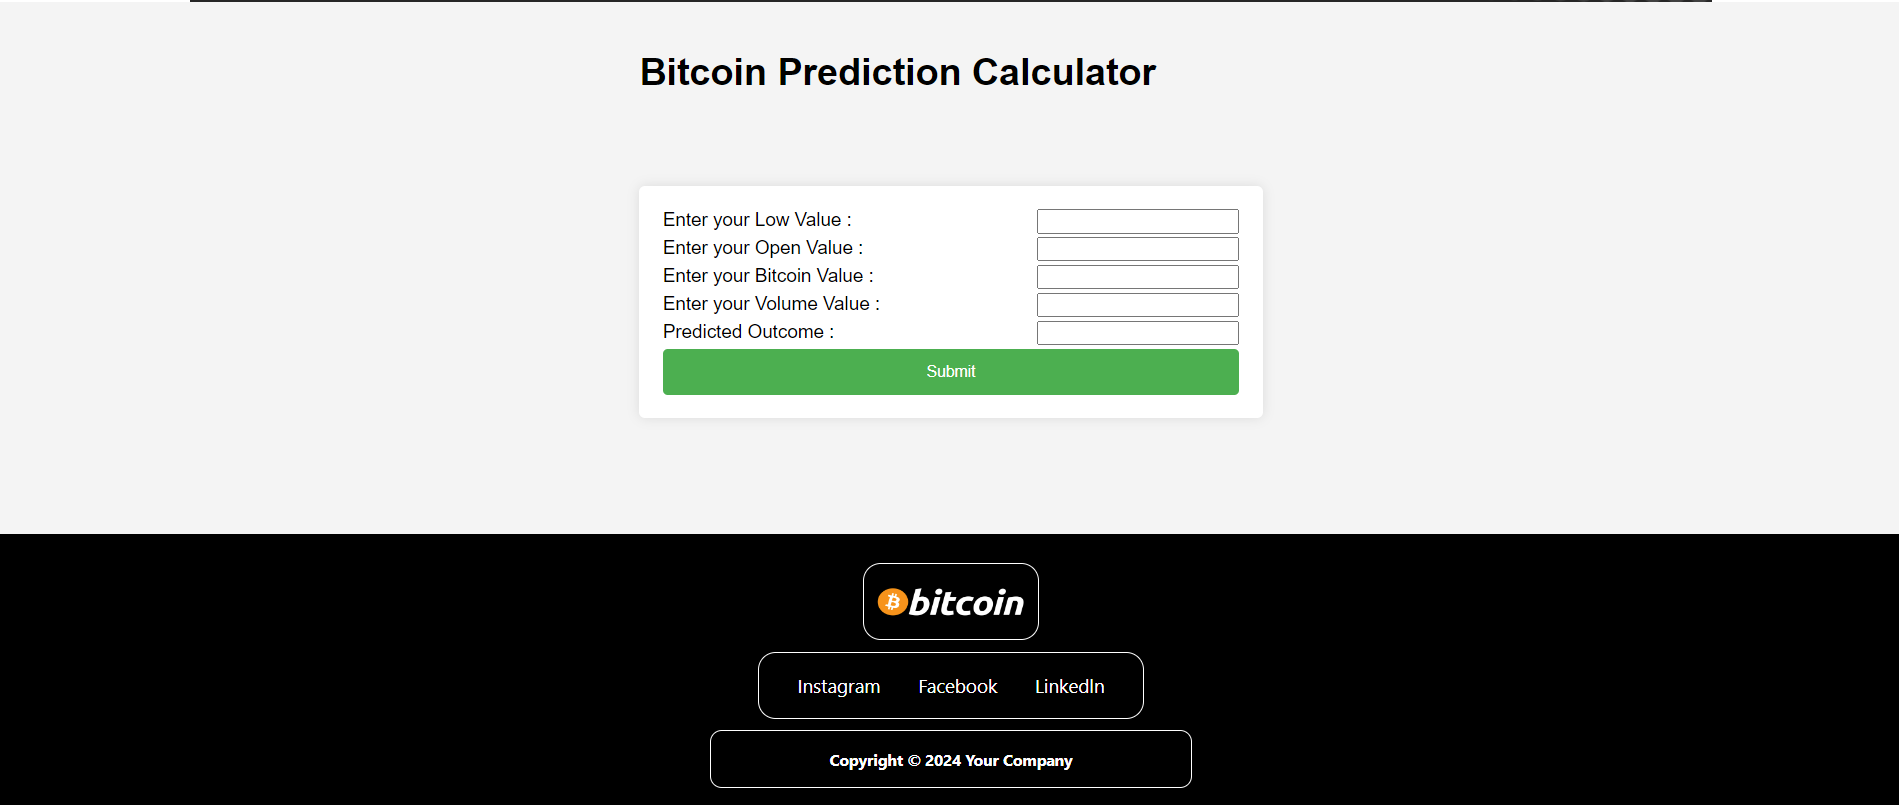 Bitcoin Prediction Calculator
Enter your Low Value :
Enter your Open Value :
Enter your Bitcoin Value :
Enter your Volume Value :
Predicted Outcome :
Submit
bitcoin
Instagram Facebook LinkedIn
Copyright © 2024 Your Company